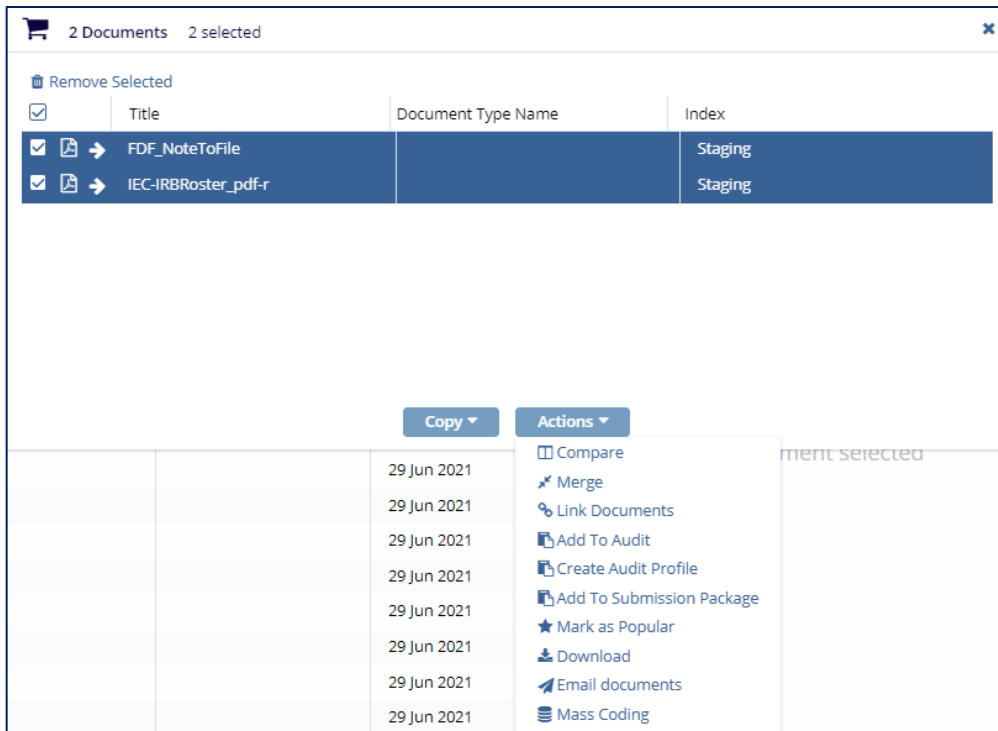 2 Documents 2 selected
Remove Selected
Title Document Type Name Index
FDF_NoteToFile Staging
IEC-IRBRoster_pdf-r Staging
Copy Actions
ment selected
Compare
29 Jun 2021
Merge
29 Jun 2021
Link Documents
29 Jun 2021
Add To Audit
29 Jun 2021
Create Audit Profile
29 Jun 2021
Add To Submission Package
29 Jun 2021
Mark as Popular
29 Jun 2021
Download
29 Jun 2021
Email documents
Mass Coding